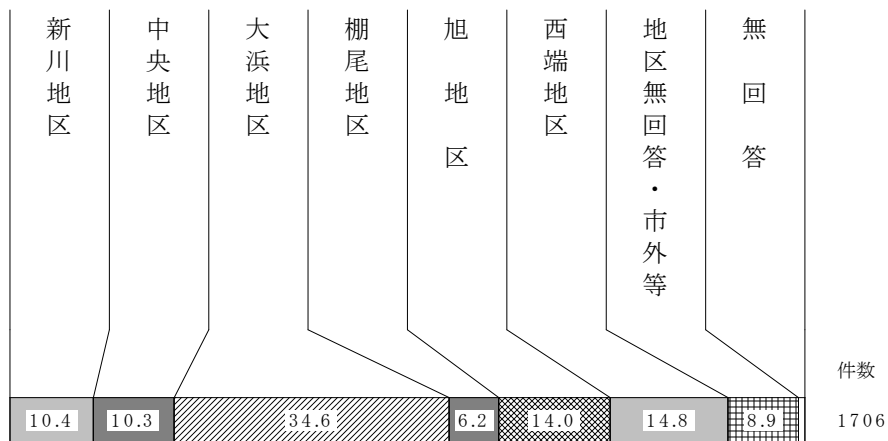 新川地区
中央地区
大浜地区
棚尾地区
旭地区
西端地区
地区無回答・市外等
無回答
件数
10.4 10.3 34.6 6.2 14.0 14.8 8.9 1706